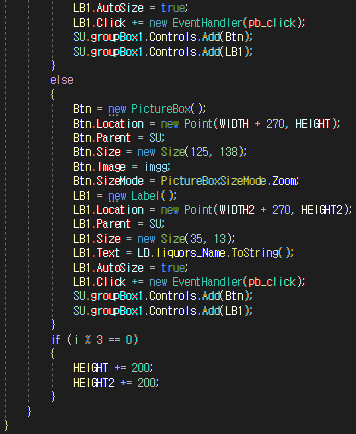 LB1.AutoSize = true;
LB1.Click += new EventHandler(pb_click);
SU.groupBox1.Controls.Add(Btn);
SU.groupBox1.Controls.Add(LB1);
}
else
{
Btn = new PictureBox();
Btn.Location = new Point(WIDTH + 270, HEIGHT);
Btn.Parent = SU;
Btn.Size = new Size(125, 138);
Btn.Image = imgg;
Btn.SizeMode = PictureBoxSizeMode.Zoom;
LB1 = new Label();
LB1.Location = new Point(WIDTH2 + 270, HEIGHT2);
LB1.Parent = SU;
LB1.Size = new Size(35, 13);
LB1.Text = LD.liquors_Name.ToString();
LB1.AutoSize = true;
LB1.Click += new EventHandler(pb_click);
SU.groupBox1.Controls.Add(Btn);
SU.groupBox1.Controls.Add(LB1);
}
if (i % 3 == 0)
{
HEIGHT += 200;
HEIGHT2 += 200;
}
}
}